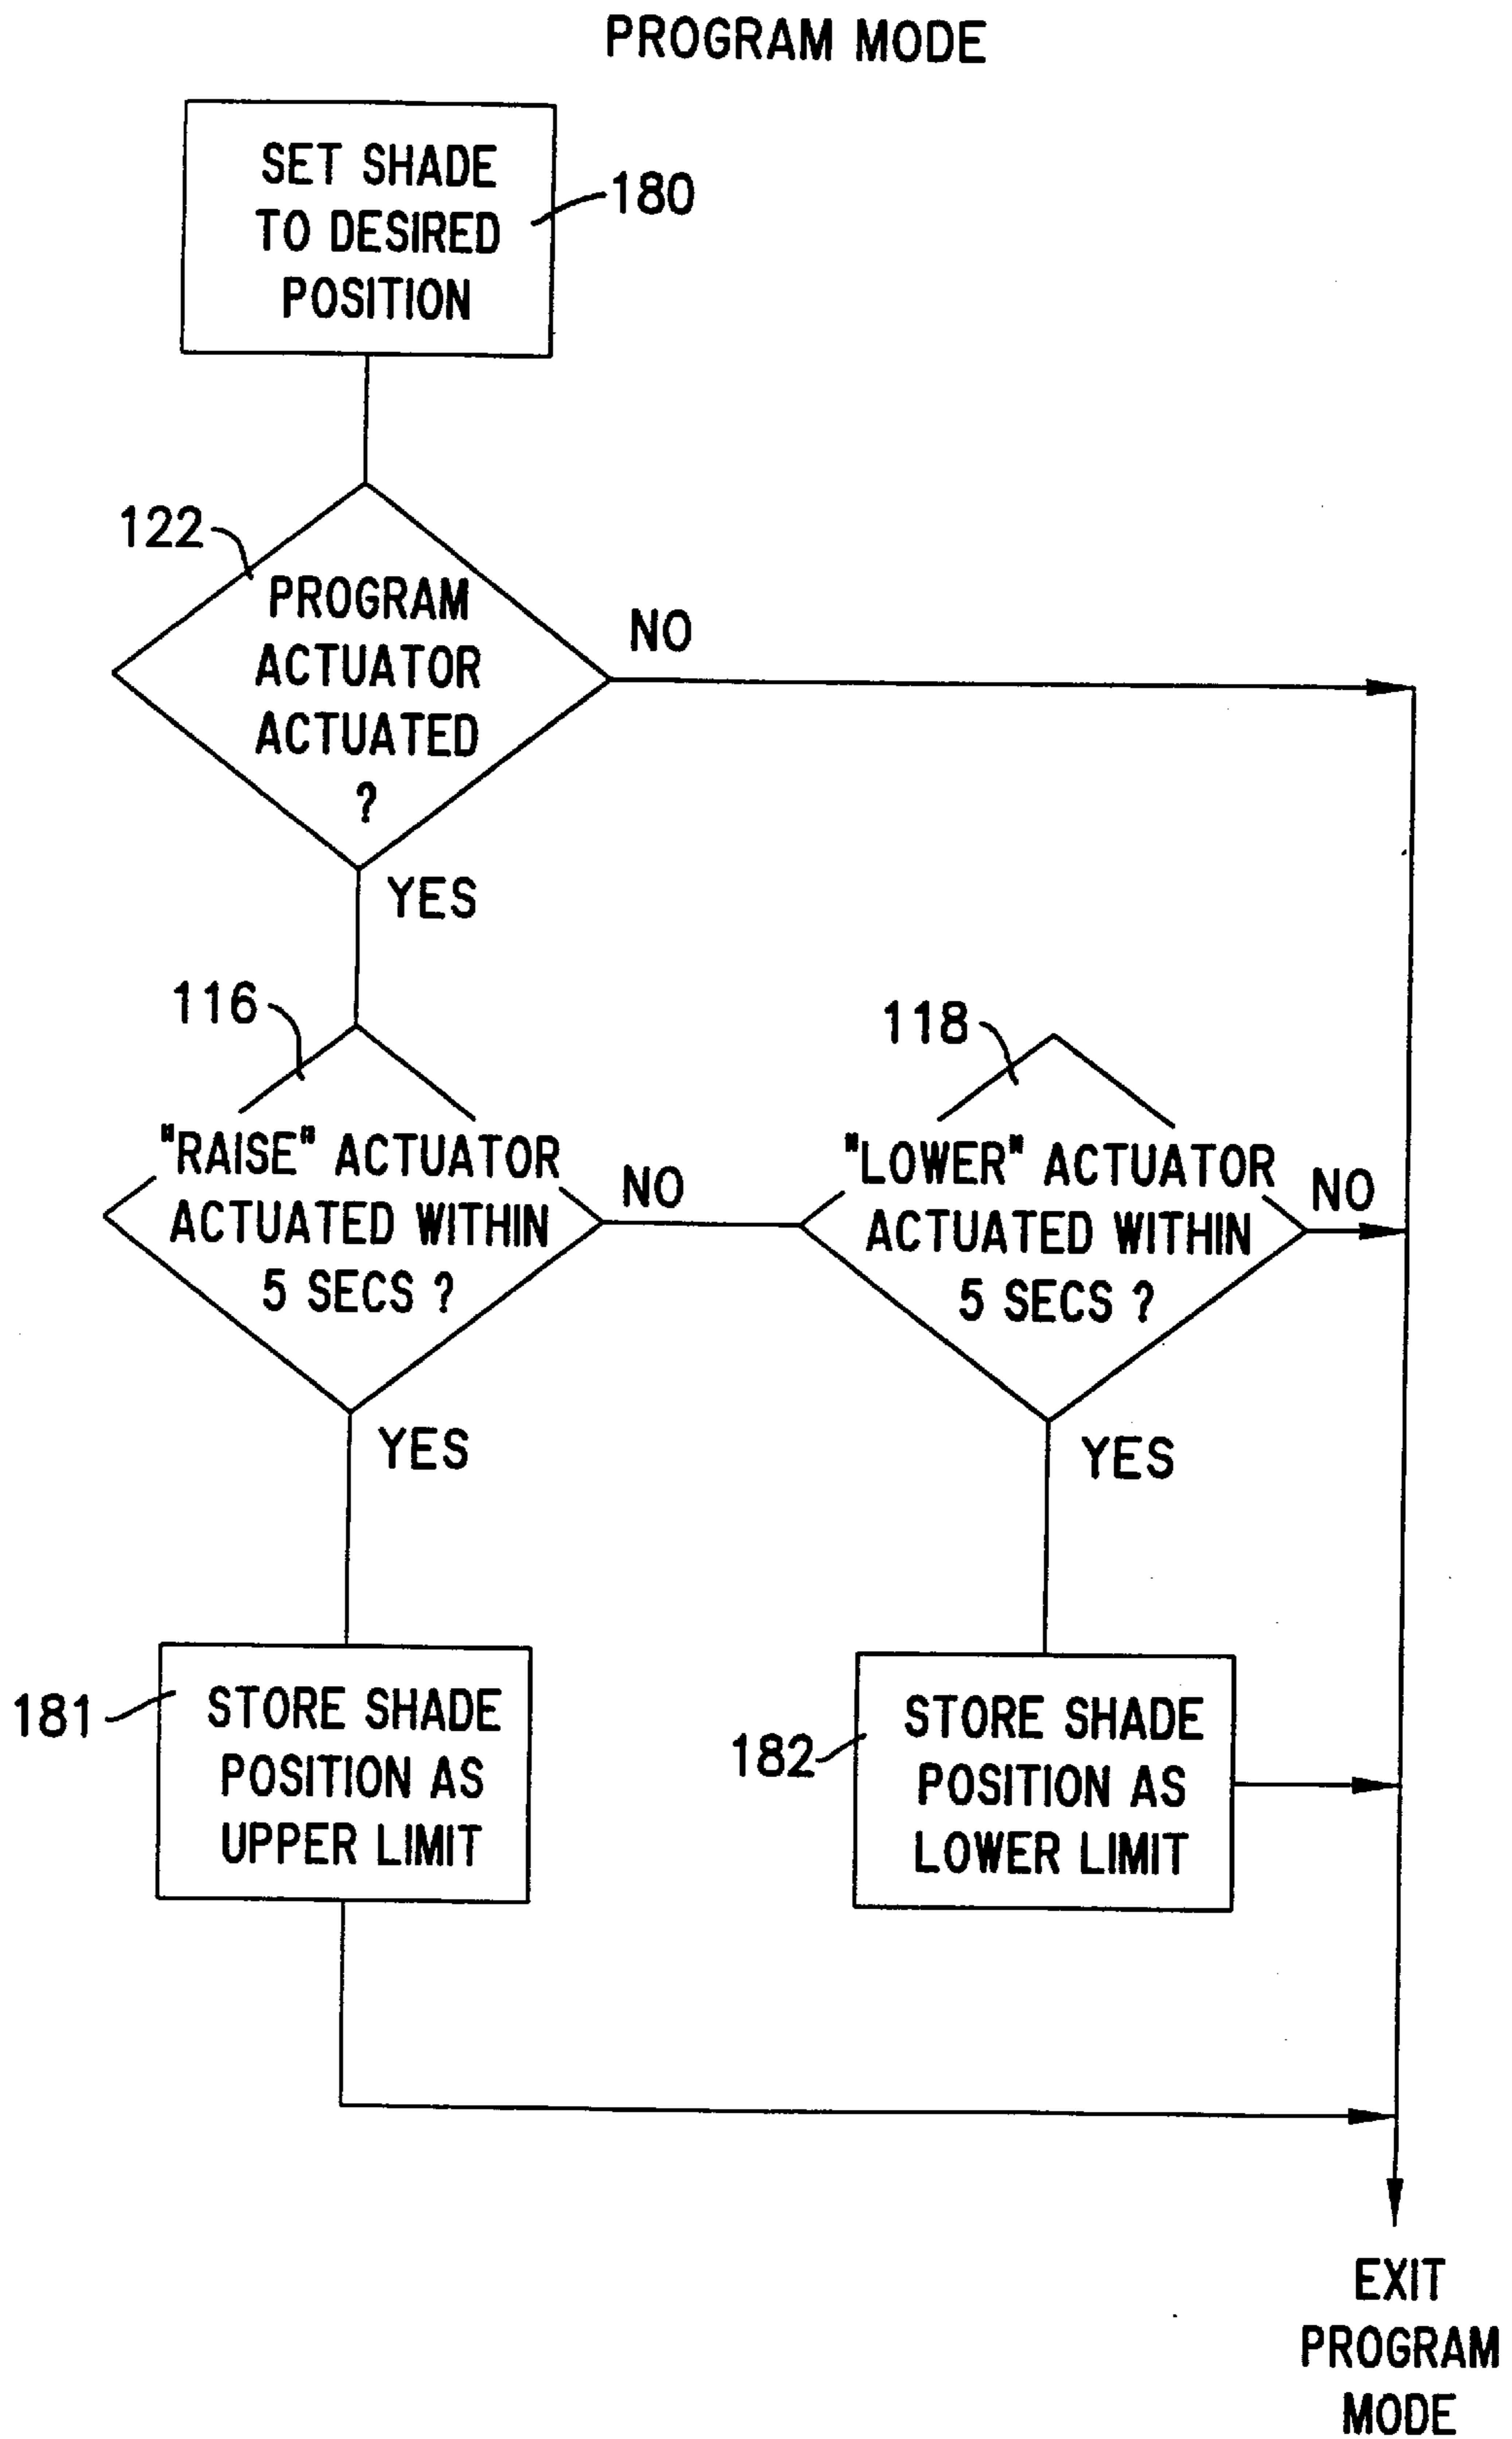 PROGRAM MODE
SET SHADE
TO DESIRED
POSITION
180
122
PROGRAM
ACTUATOR
ACTUATED
?
NO
YES
116
"RAISE" ACTUATOR
ACTUATED WITHIN
5 SECS ?
NO
118
"LOWER" ACTUATOR
ACTUATED WITHIN
5 SECS ?
NO
YES
YES
181
STORE SHADE
POSITION AS
UPPER LIMIT
182
STORE SHADE
POSITION AS
LOWER LIMIT
EXIT
PROGRAM
MODE